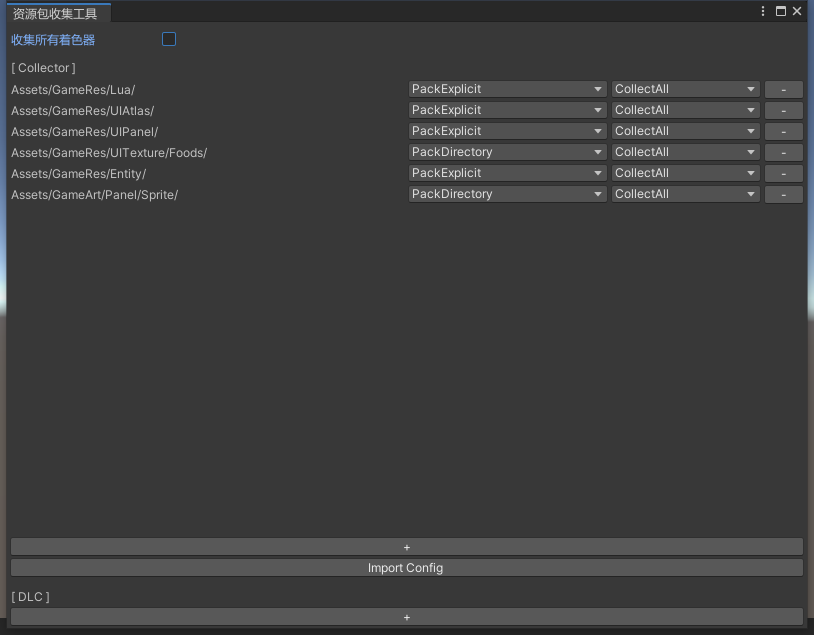 资源包收集工具
收集所有着色器
[ Collector ]
Assets/GameRes/Lua/ PackExplicit CollectAll -
Assets/GameRes/UIAtlas/ PackExplicit CollectAll -
Assets/GameRes/UIPanel/ PackExplicit CollectAll -
Assets/GameRes/UITexture/Foods/ PackDirectory CollectAll -
Assets/GameRes/Entity/ PackExplicit CollectAll -
Assets/GameArt/Panel/Sprite/ PackDirectory CollectAll -
+
Import Config
[ DLC ]
+